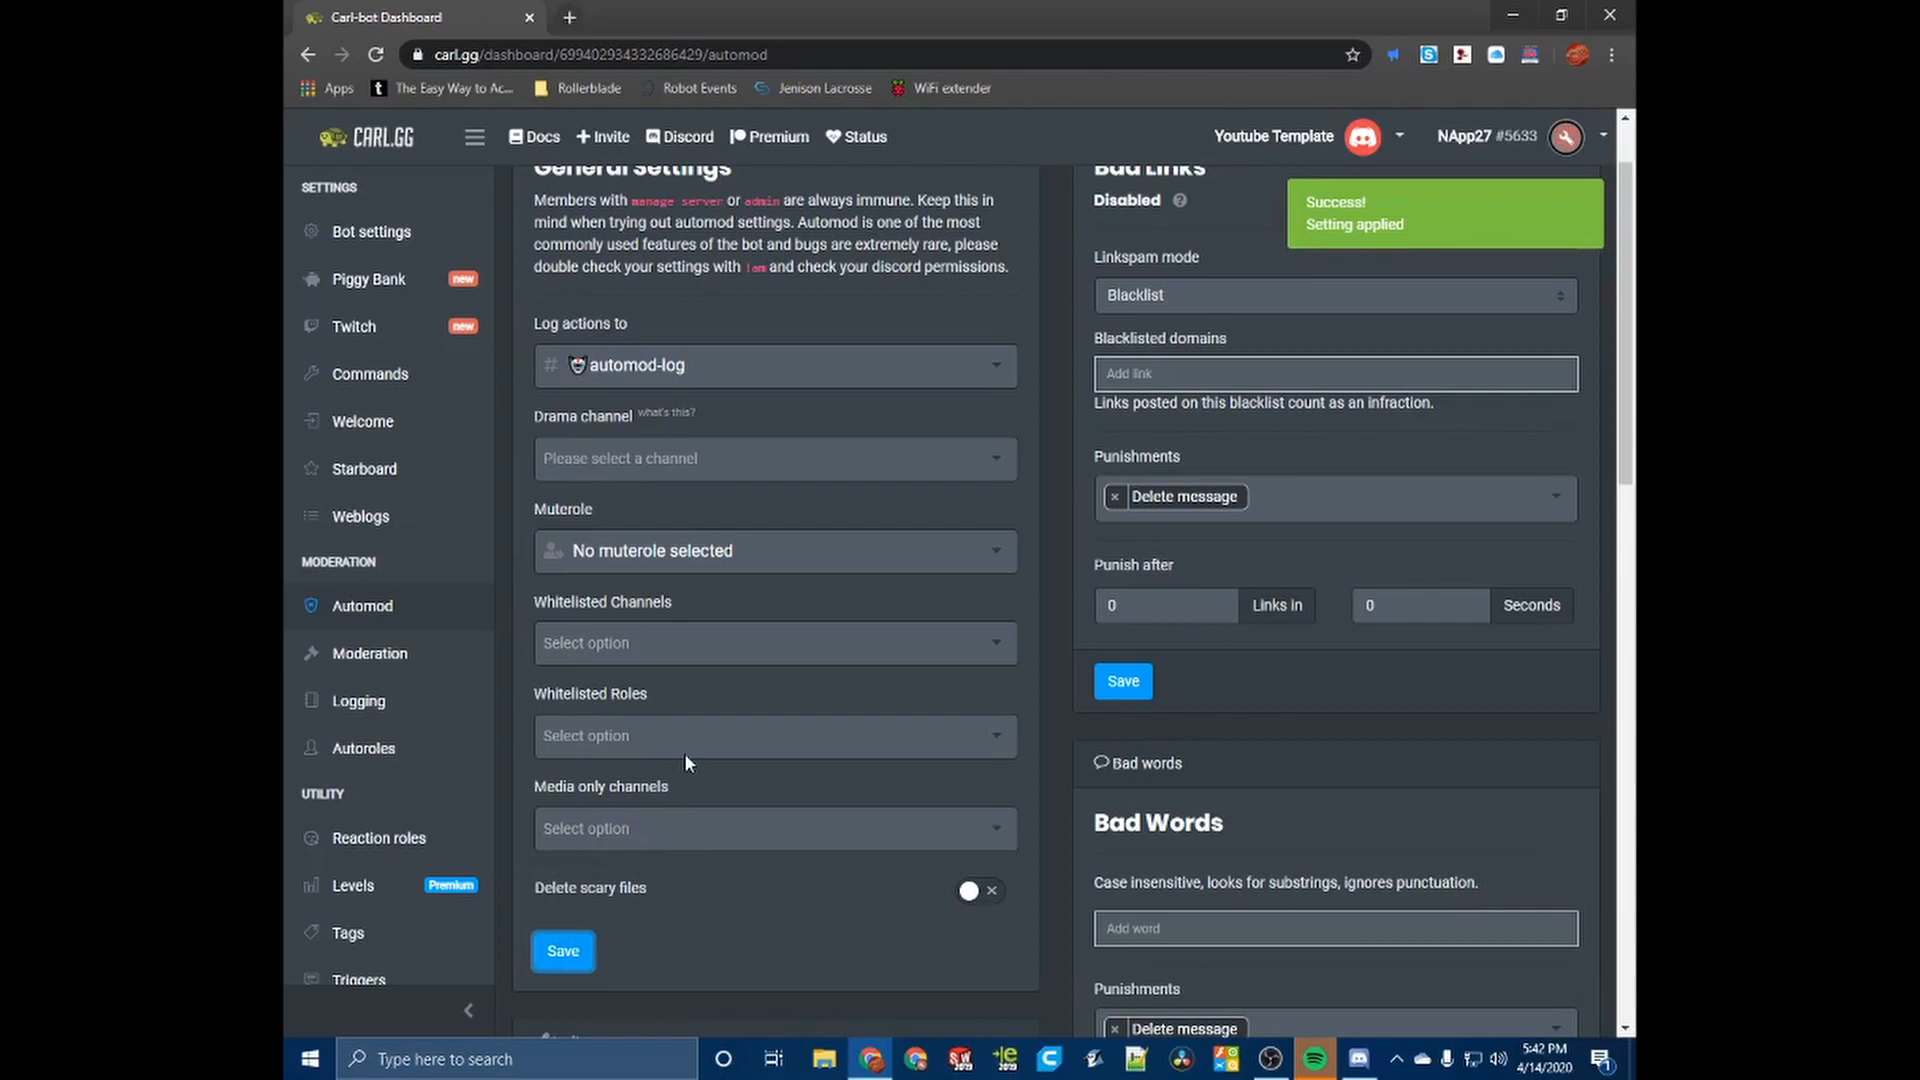 Carl-bot Dashboard
carl.gg/dashboard/699402934332686429/automod
Apps
t
The Easy Way to Ac...
Rollerblade
Robot Events
Jenison Lacrosse
WiFi extender
CARL.GG
Docs
Invite
Discord
Premium
Status
Youtube Template
NApp27 #5633
SETTINGS
Bot settings
Piggy Bank new
Twitch new
Commands
Welcome
Starboard
Weblogs
MODERATION
Automod
Moderation
Logging
Autoroles
UTILITY
Reaction roles
Levels Premium
Tags
Triggers
General Settings
Members with manage server or admin are always immune. Keep this in
mind when trying out automod settings. Automod is one of the most
commonly used features of the bot and bugs are extremely rare, please
double check your settings with !am and check your discord permissions.
Log actions to
# automod-log
Drama channel what's this?
Please select a channel
Muterole
No muterole selected
Whitelisted Channels
Select option
Whitelisted Roles
Select option
Media only channels
Select option
Delete scary files
Save
Bad Links
Disabled ?
Success!
Setting applied
Linkspam mode
Blacklist
Blacklisted domains
Add link
Links posted on this blacklist count as an infraction.
Punishments
Delete message
Punish after
0 Links in
0 Seconds
Save
Bad words
Bad Words
Case insensitive, looks for substrings, ignores punctuation.
Add word
Punishments
Delete message
Type here to search
SW
2019
e
2019
5:42 PM
4/14/2020
1